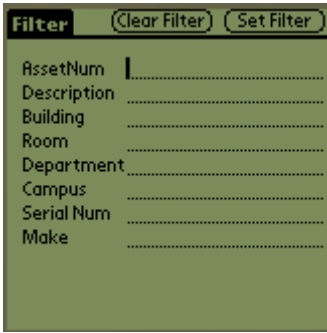 Filter Clear Filter Set Filter
AssetNum
Description
Building
Room
Department
Campus
Serial Num
Make